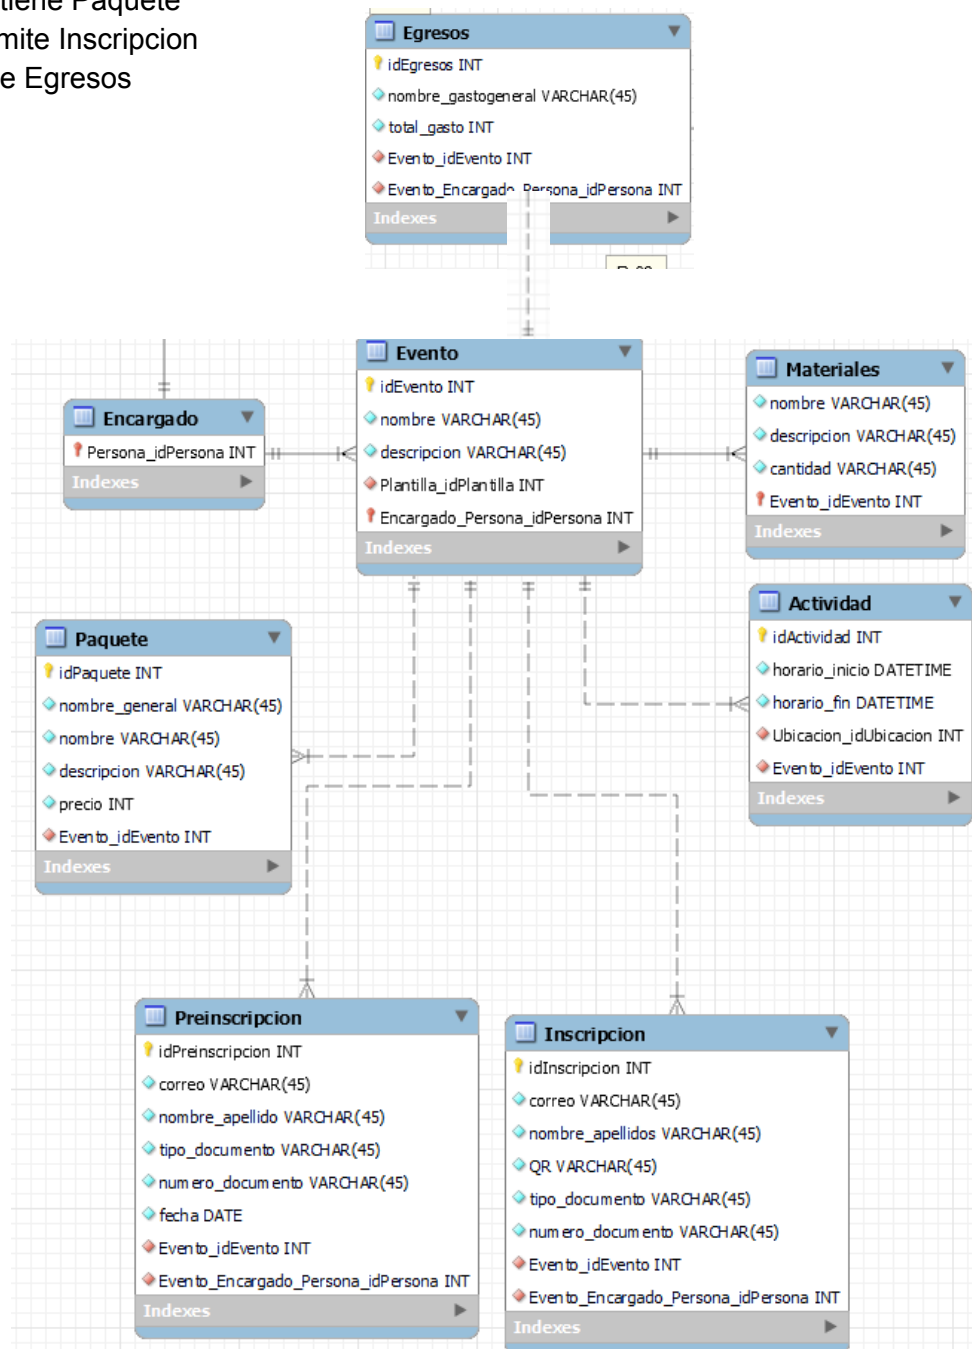 tiene Paquete
mite Inscripcion
e Egresos
Egresos
idEgresos INT
nombre_gastogeneral VARCHAR(45)
total_gasto INT
Evento_idEvento INT
Evento_Encargado_Persona_idPersona INT
Indexes
Evento
idEvento INT
nombre VARCHAR(45)
descripcion VARCHAR(45)
Plantilla_idPlantilla INT
Encargado_Persona_idPersona INT
Indexes
Encargado
Persona_idPersona INT
Indexes
Materiales
nombre VARCHAR(45)
descripcion VARCHAR(45)
cantidad VARCHAR(45)
Evento_idEvento INT
Indexes
Actividad
idActividad INT
horario_inicio DATETIME
horario_fin DATETIME
Ubicacion_idUbicacion INT
Evento_idEvento INT
Indexes
Paquete
idPaquete INT
nombre_general VARCHAR(45)
nombre VARCHAR(45)
descripcion VARCHAR(45)
precio INT
Evento_idEvento INT
Indexes
Preinscripcion
idPreinscripcion INT
correo VARCHAR(45)
nombre_apellido VARCHAR(45)
tipo_documento VARCHAR(45)
numero_documento VARCHAR(45)
fecha DATE
Evento_idEvento INT
Evento_Encargado_Persona_idPersona INT
Indexes
Inscripcion
idInscripcion INT
correo VARCHAR(45)
nombre_apellidos VARCHAR(45)
QR VARCHAR(45)
tipo_documento VARCHAR(45)
numero_documento VARCHAR(45)
Evento_idEvento INT
Evento_Encargado_Persona_idPersona INT
Indexes